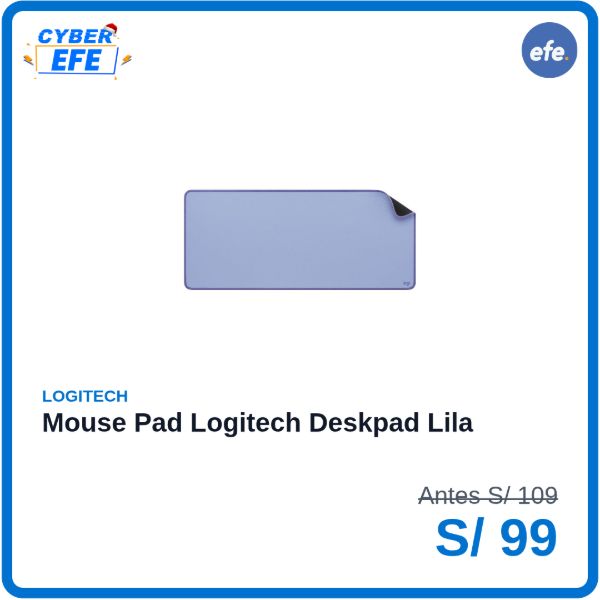 CYBER
EFE
efe.
LOGITECH
Mouse Pad Logitech Deskpad Lila
Antes S/ 109
S/ 99